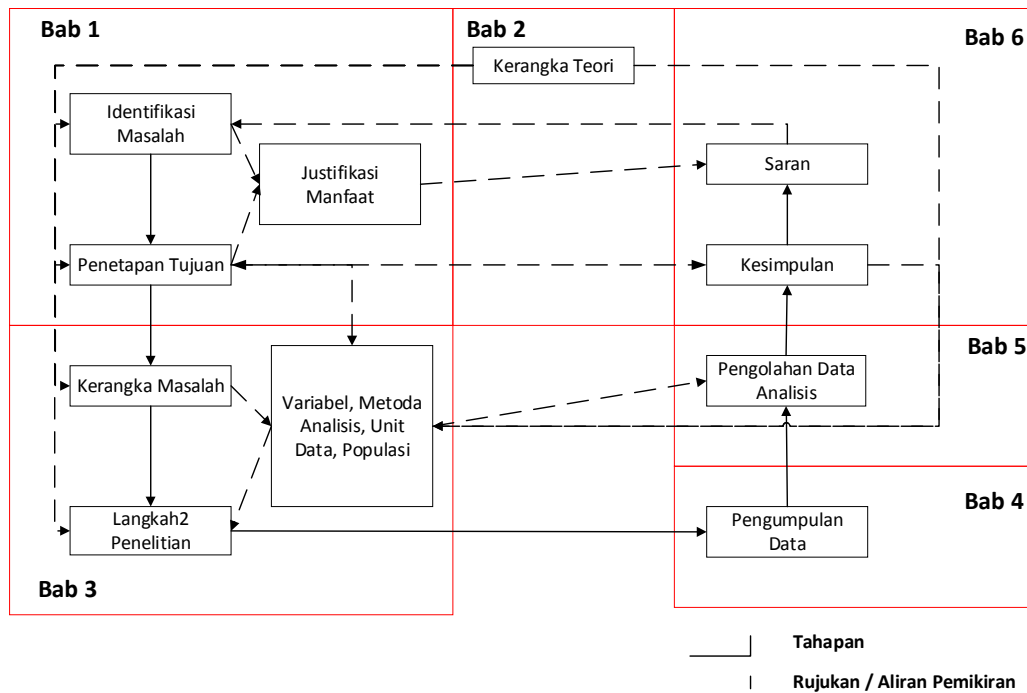 Bab 1
Bab 2
Bab 6
Kerangka Teori
Identifikasi
Masalah
Justifikasi
Manfaat
Saran
Penetapan Tujuan
Kesimpulan
Bab 5
Kerangka Masalah
Variabel, Metoda
Analisis, Unit
Data, Populasi
Pengolahan Data
Analisis
Bab 4
Langkah2
Penelitian
Pengumpulan
Data
Bab 3
Tahapan
Rujukan / Aliran Pemikiran